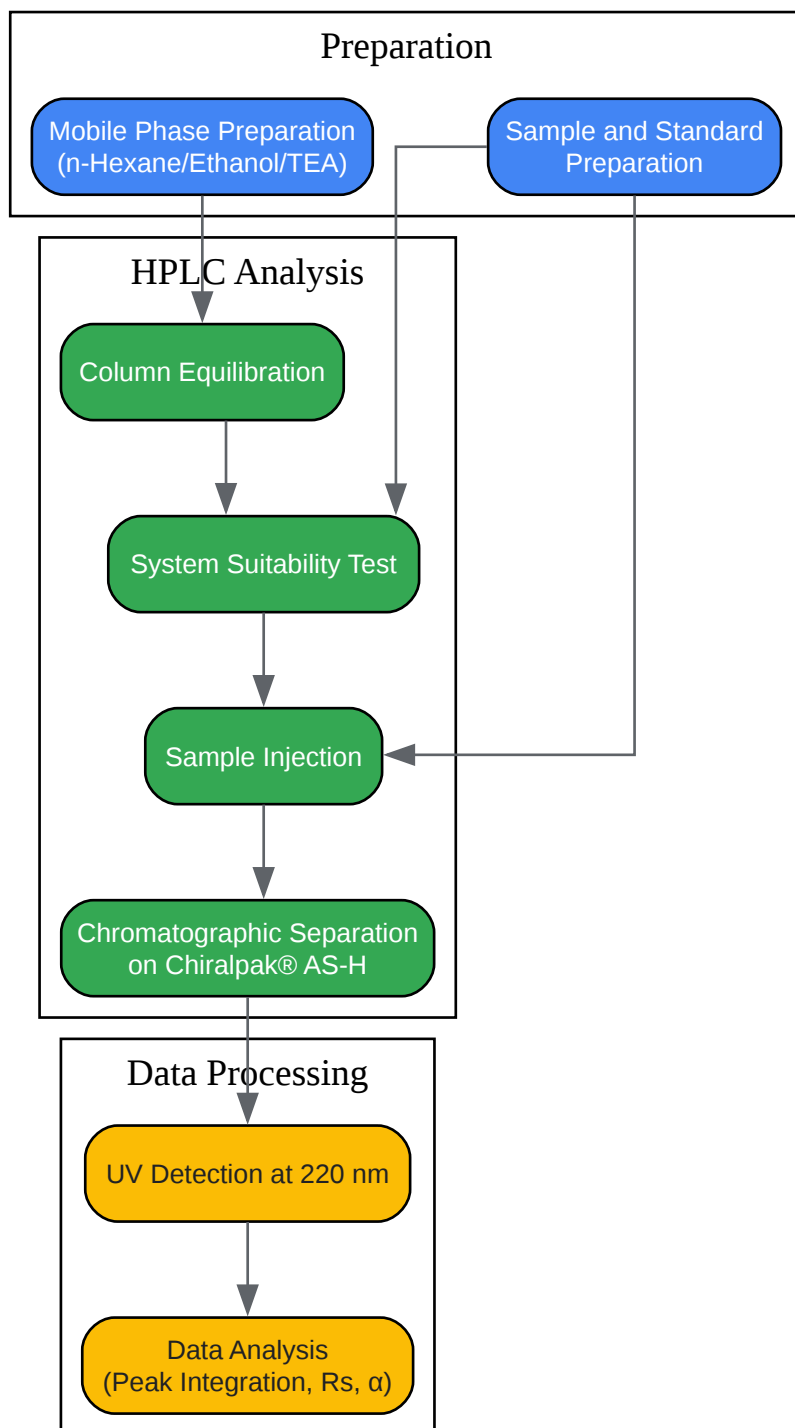 Preparation
Mobile Phase Preparation
(n-Hexane/Ethanol/TEA)
Sample and Standard
Preparation
HPLC Analysis
Column Equilibration
System Suitability Test
Sample Injection
Chromatographic Separation
on Chiralpak® AS-H
Data Processing
UV Detection at 220 nm
Data Analysis
(Peak Integration, Rs, α)